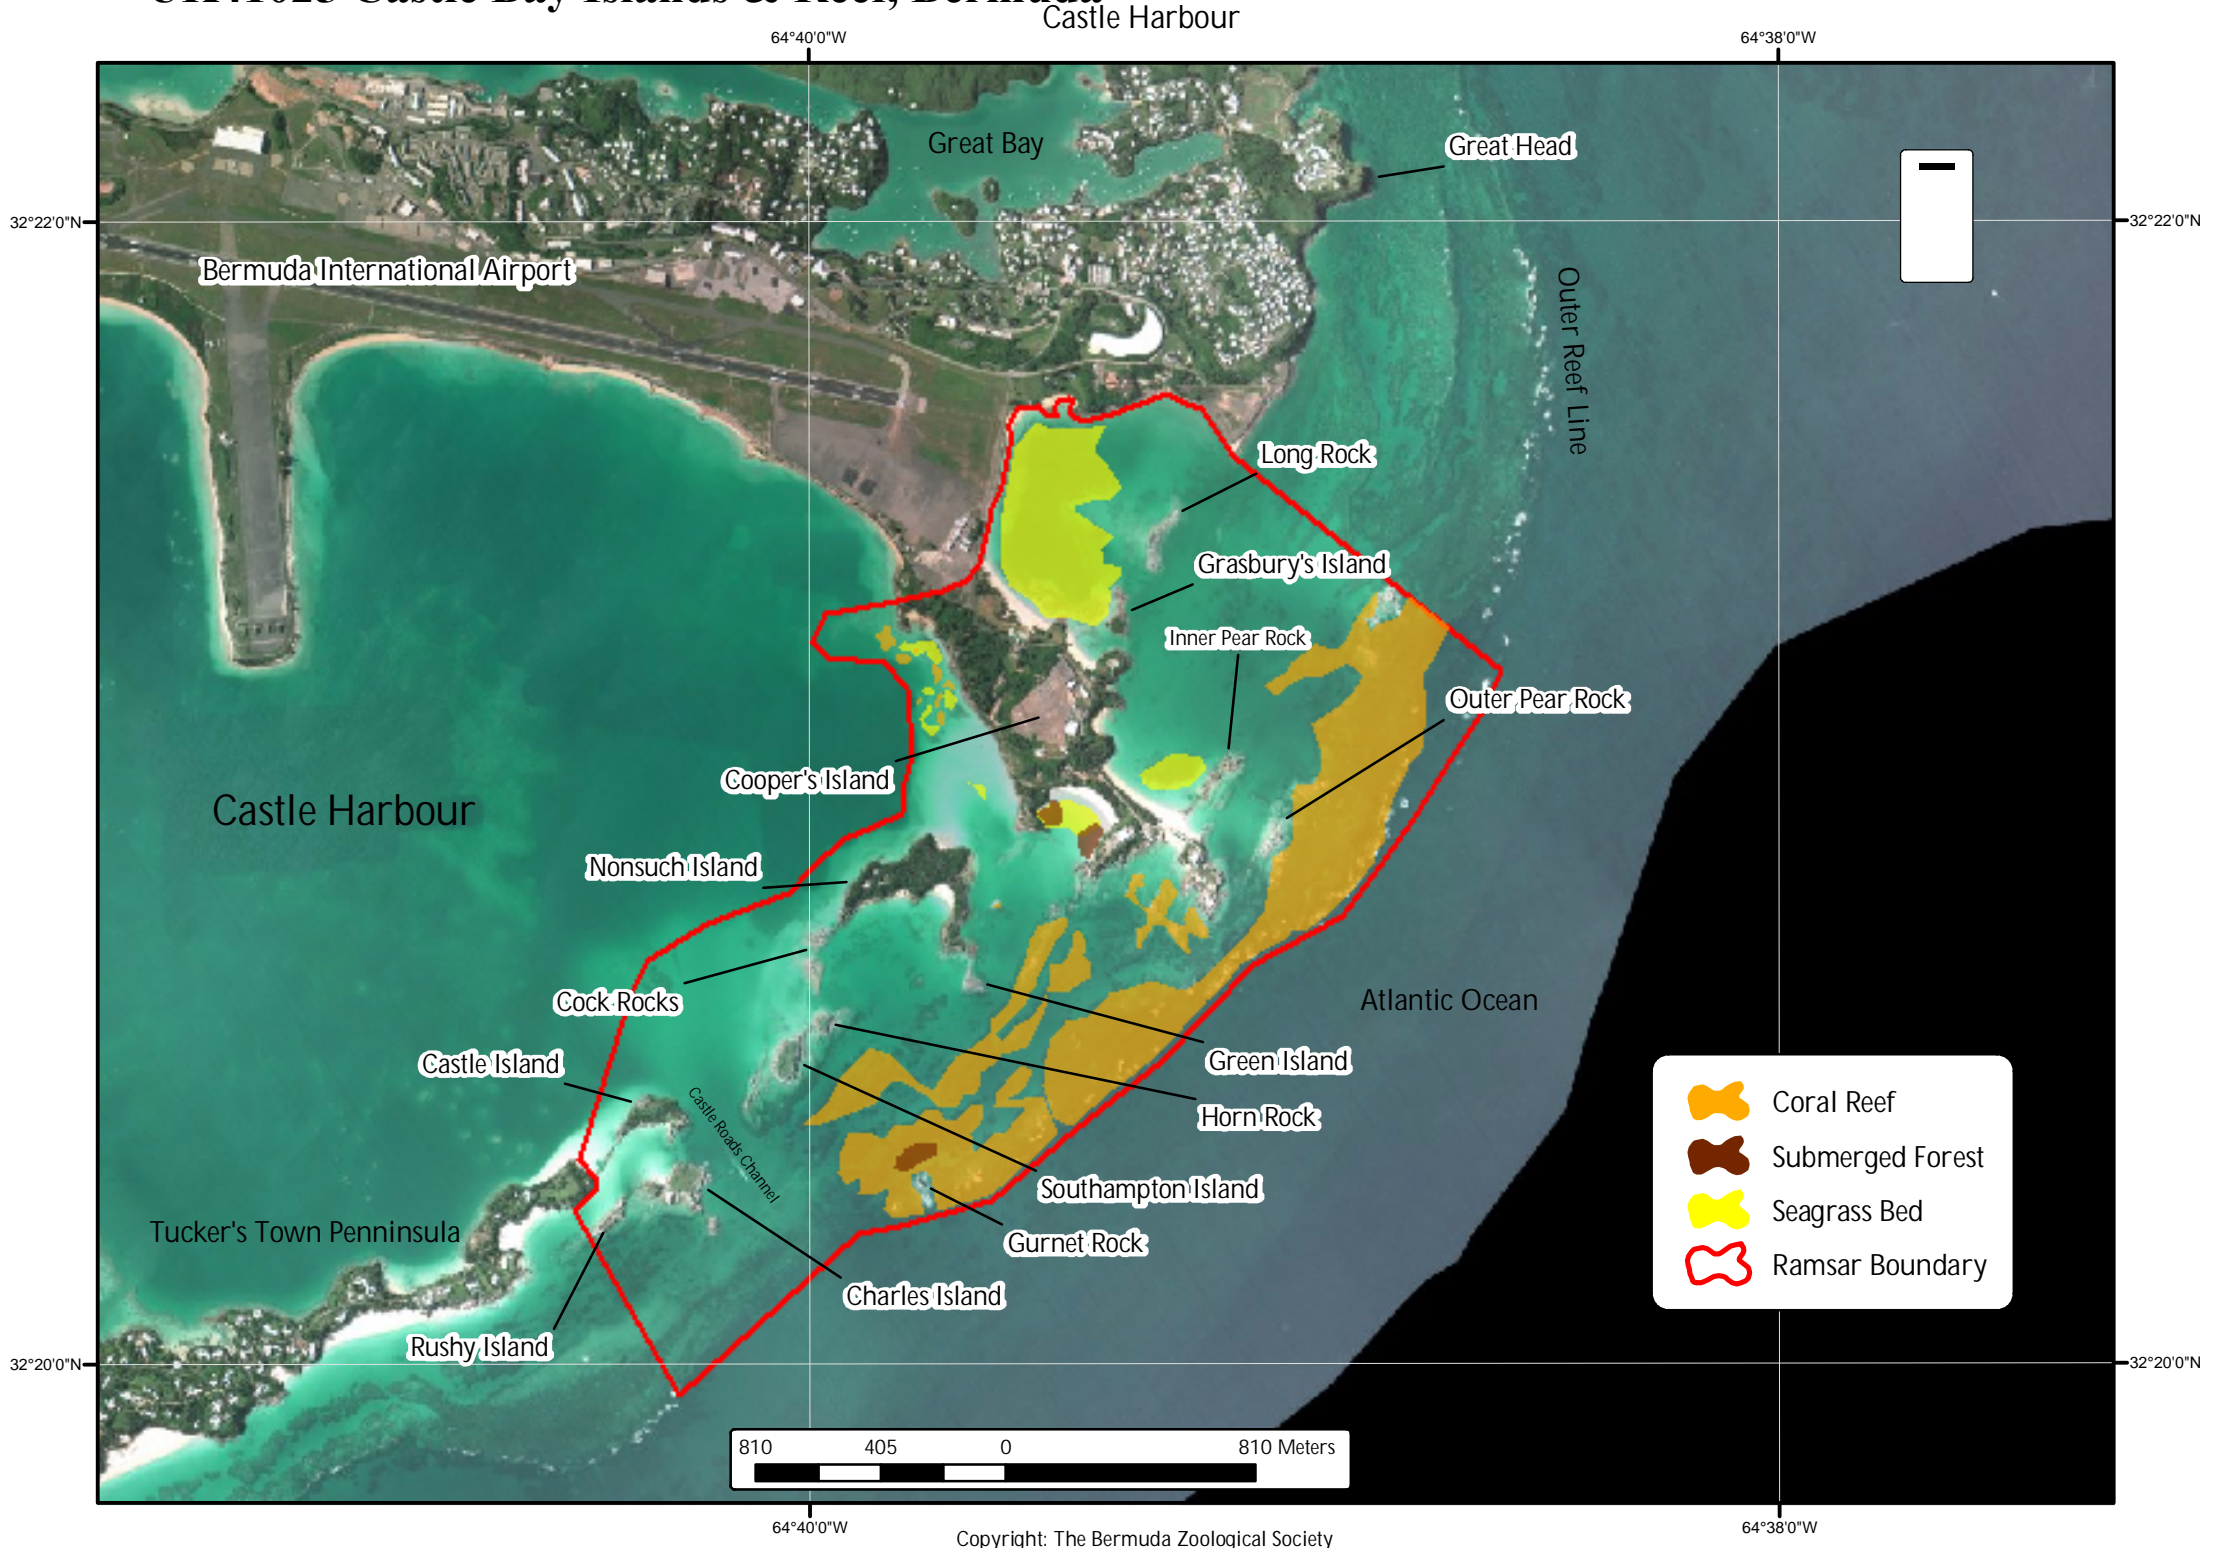 Castle Harbour
64°40'0"W
64°38'0"W
Great Bay
Great Head
32°22'0"N
32°22'0"N
Bermuda International Airport
Outer Reef Line
Long Rock
Grasbury's Island
Inner Pear Rock
Outer Pear Rock
Cooper's Island
Castle Harbour
Nonsuch Island
Cock Rocks
Atlantic Ocean
Castle Island
Green Island
Castle Roads Channel
Horn Rock
Southampton Island
Tucker's Town Penninsula
Gurnet Rock
Charles Island
Rushy Island
Coral Reef
Submerged Forest
Seagrass Bed
Ramsar Boundary
32°20'0"N
32°20'0"N
810 405 0 810 Meters
64°40'0"W
64°38'0"W
Copyright: The Bermuda Zoological Society